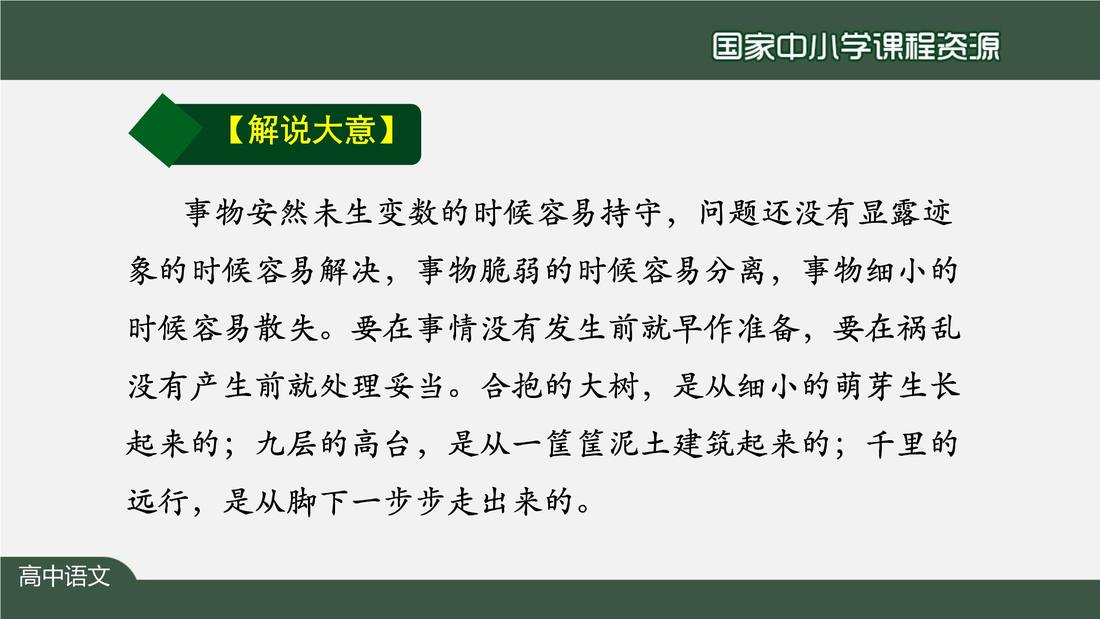 国家中小学课程资源
【解说大意】
事物安然未生变数的时候容易持守，问题还没有显露迹
象的时候容易解决，事物脆弱的时候容易分离，事物细小的
时候容易散失。要在事情没有发生前就早作准备，要在祸乱
没有产生前就处理妥当。合抱的大树，是从细小的萌芽生长
起来的；九层的高台，是从一筐筐泥土建筑起来的；千里的
远行，是从脚下一步步走出来的。
高中语文